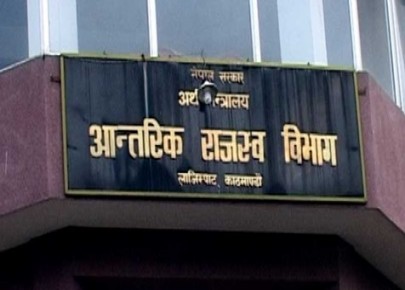 नेपाल सरकार
अर्थ मन्त्रालय
आन्तरिक राजस्व विभाग
लाजिम्पाट, काठमाण्डौ